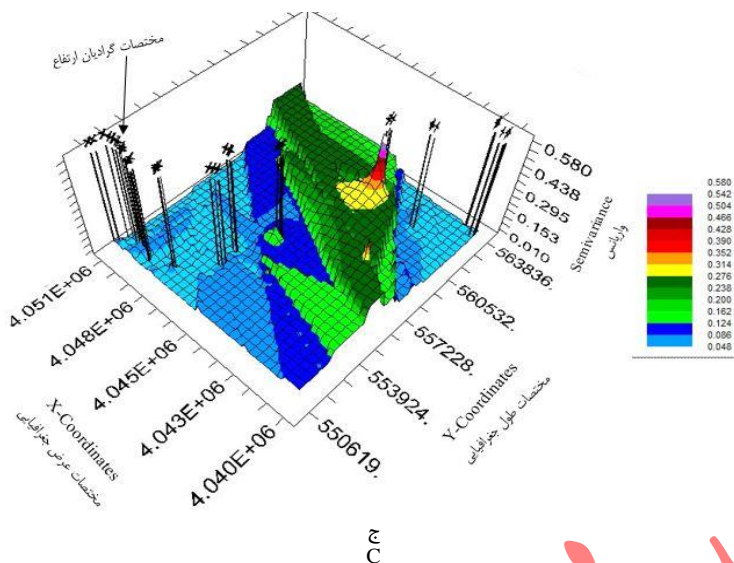 مختصات گرادیان ارتفاع
0.580
0.438
0.295
0.153
0.010
Semivariance
واریانس
563836.
560532.
557228.
553924.
550619.
Y-Coordinates
مختصات طول جغرافیایی
4.051E+06
4.048E+06
4.045E+06
4.043E+06
4.040E+06
X-Coordinates
مختصات عرض جغرافیایی
0.580
0.542
0.504
0.466
0.428
0.390
0.352
0.314
0.276
0.238
0.200
0.162
0.124
0.086
0.048
ج
C